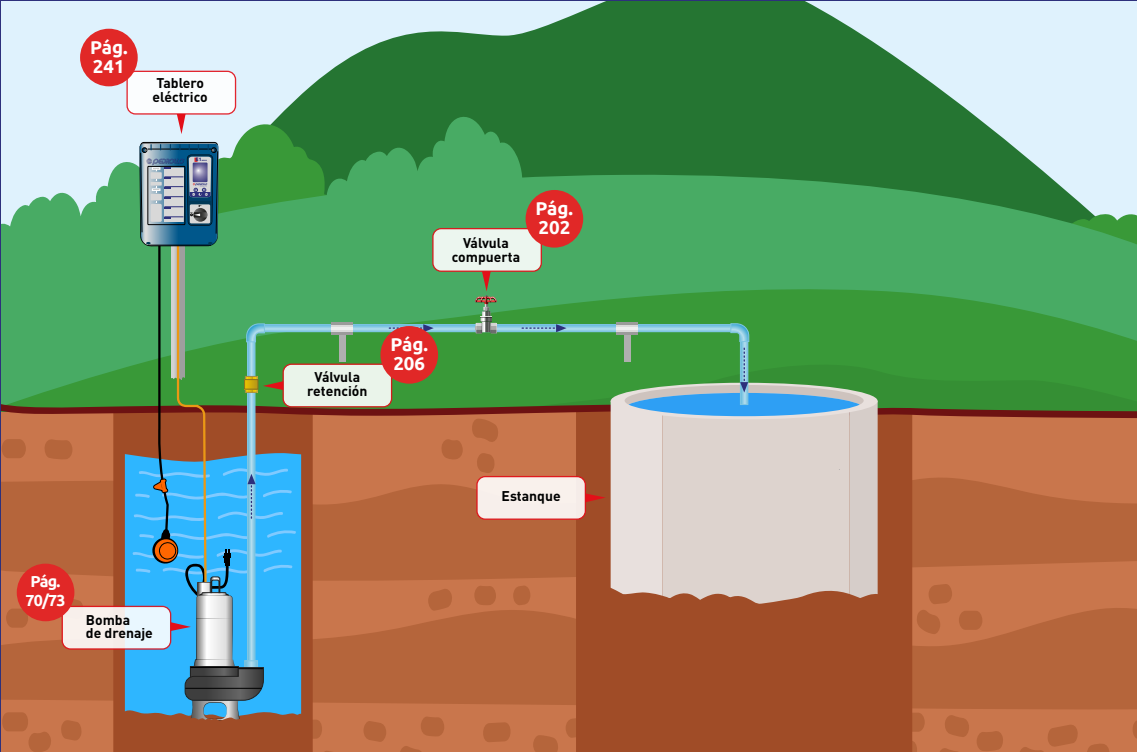 Pág.
241
Tablero
eléctrico
Pág.
202
Válvula
compuerta
Pág.
206
Válvula
retención
Estanque
Pág.
70/73
Bomba
de drenaje